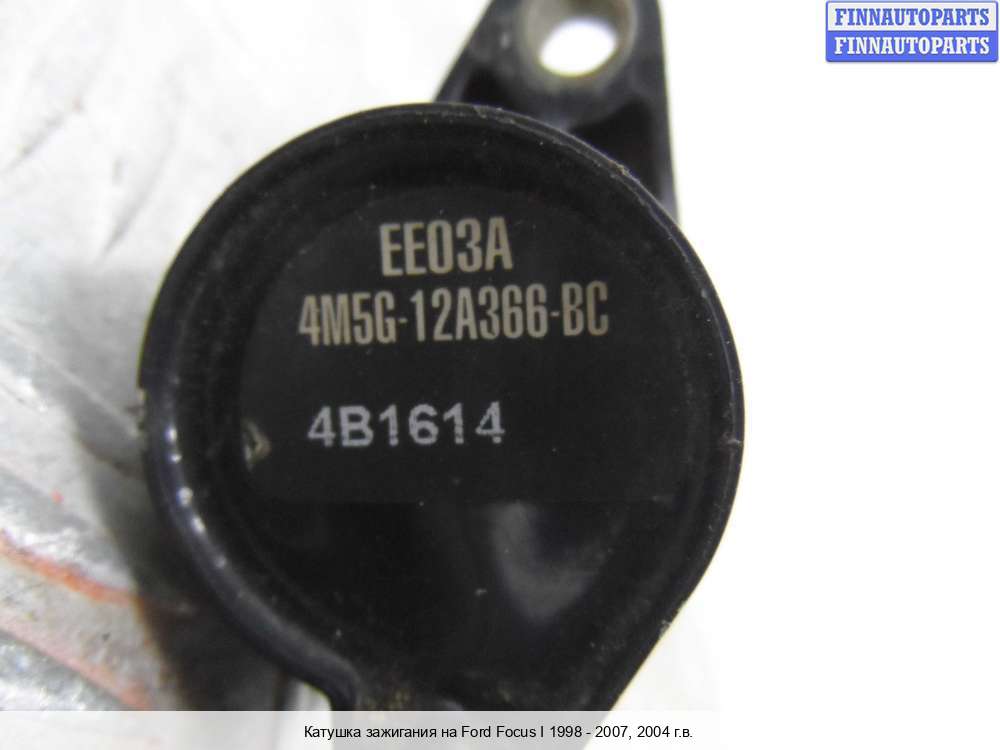 FINNAUTOPARTS
FINNAUTOPARTS
EE03A
4M5G-12A366-BC
4B1614
Катушка зажигания на Ford Focus I 1998 - 2007, 2004 г.в.